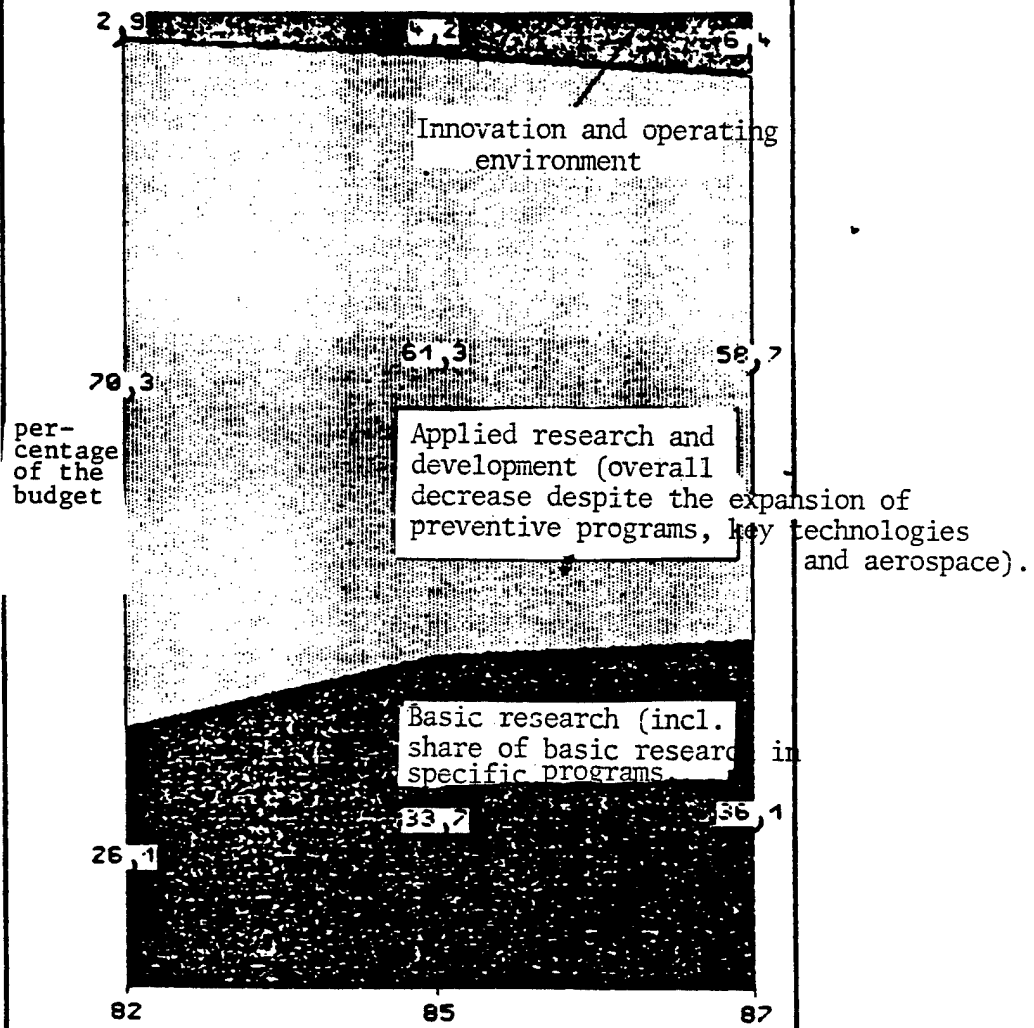 2,9 4,2 6,4
Innovation and operating
environment
70,3 61,3 58,7
per-
centage
of the
budget
Applied research and
development (overall
decrease despite the expansion of
preventive programs, key technologies
and aerospace).
Basic research (incl.
share of basic research in
specific programs
26,1 33,7 36,1
82 85 87